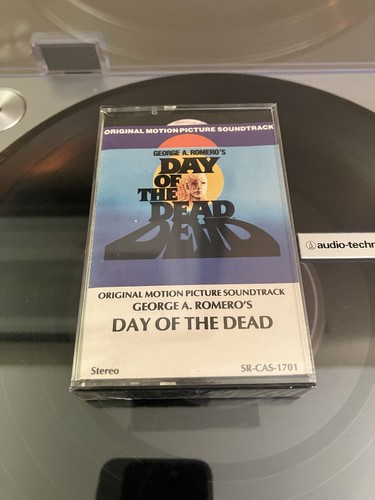 ORIGINAL MOTION PICTURE SOUNDTRACK
GEORGE A. ROMERO'S
DAY
OF
THE
DEAD
ORIGINAL MOTION PICTURE SOUNDTRACK
GEORGE A. ROMERO'S
DAY OF THE DEAD
Stereo
SR-CAS-1701
audio-techn